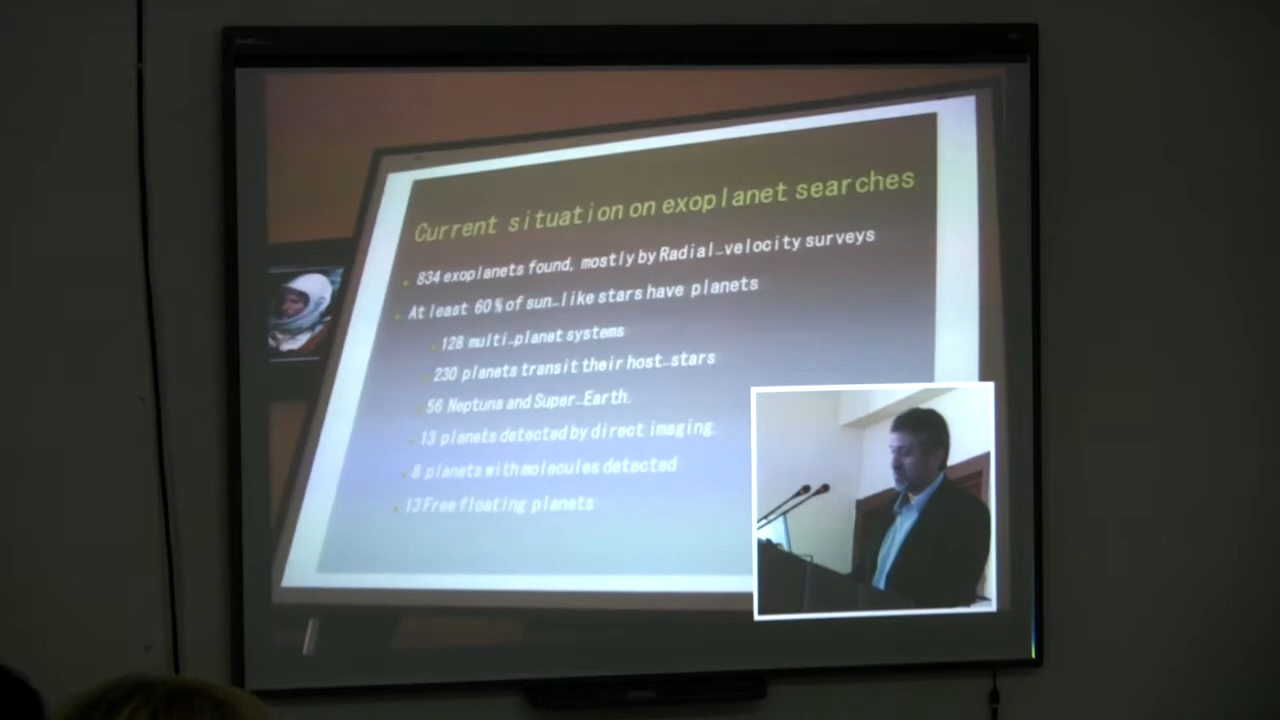 Current situation on exoplanet searches
834 exoplanets found, mostly by Radial-velocity surveys
At least 60% of sun-like stars have planets
128 multi-planet systems
230 planets transit their host-stars
56 Neptuns and Super-Earth.
13 planets detected by direct imaging
8 planets with molecules detected
13 Free floating planets